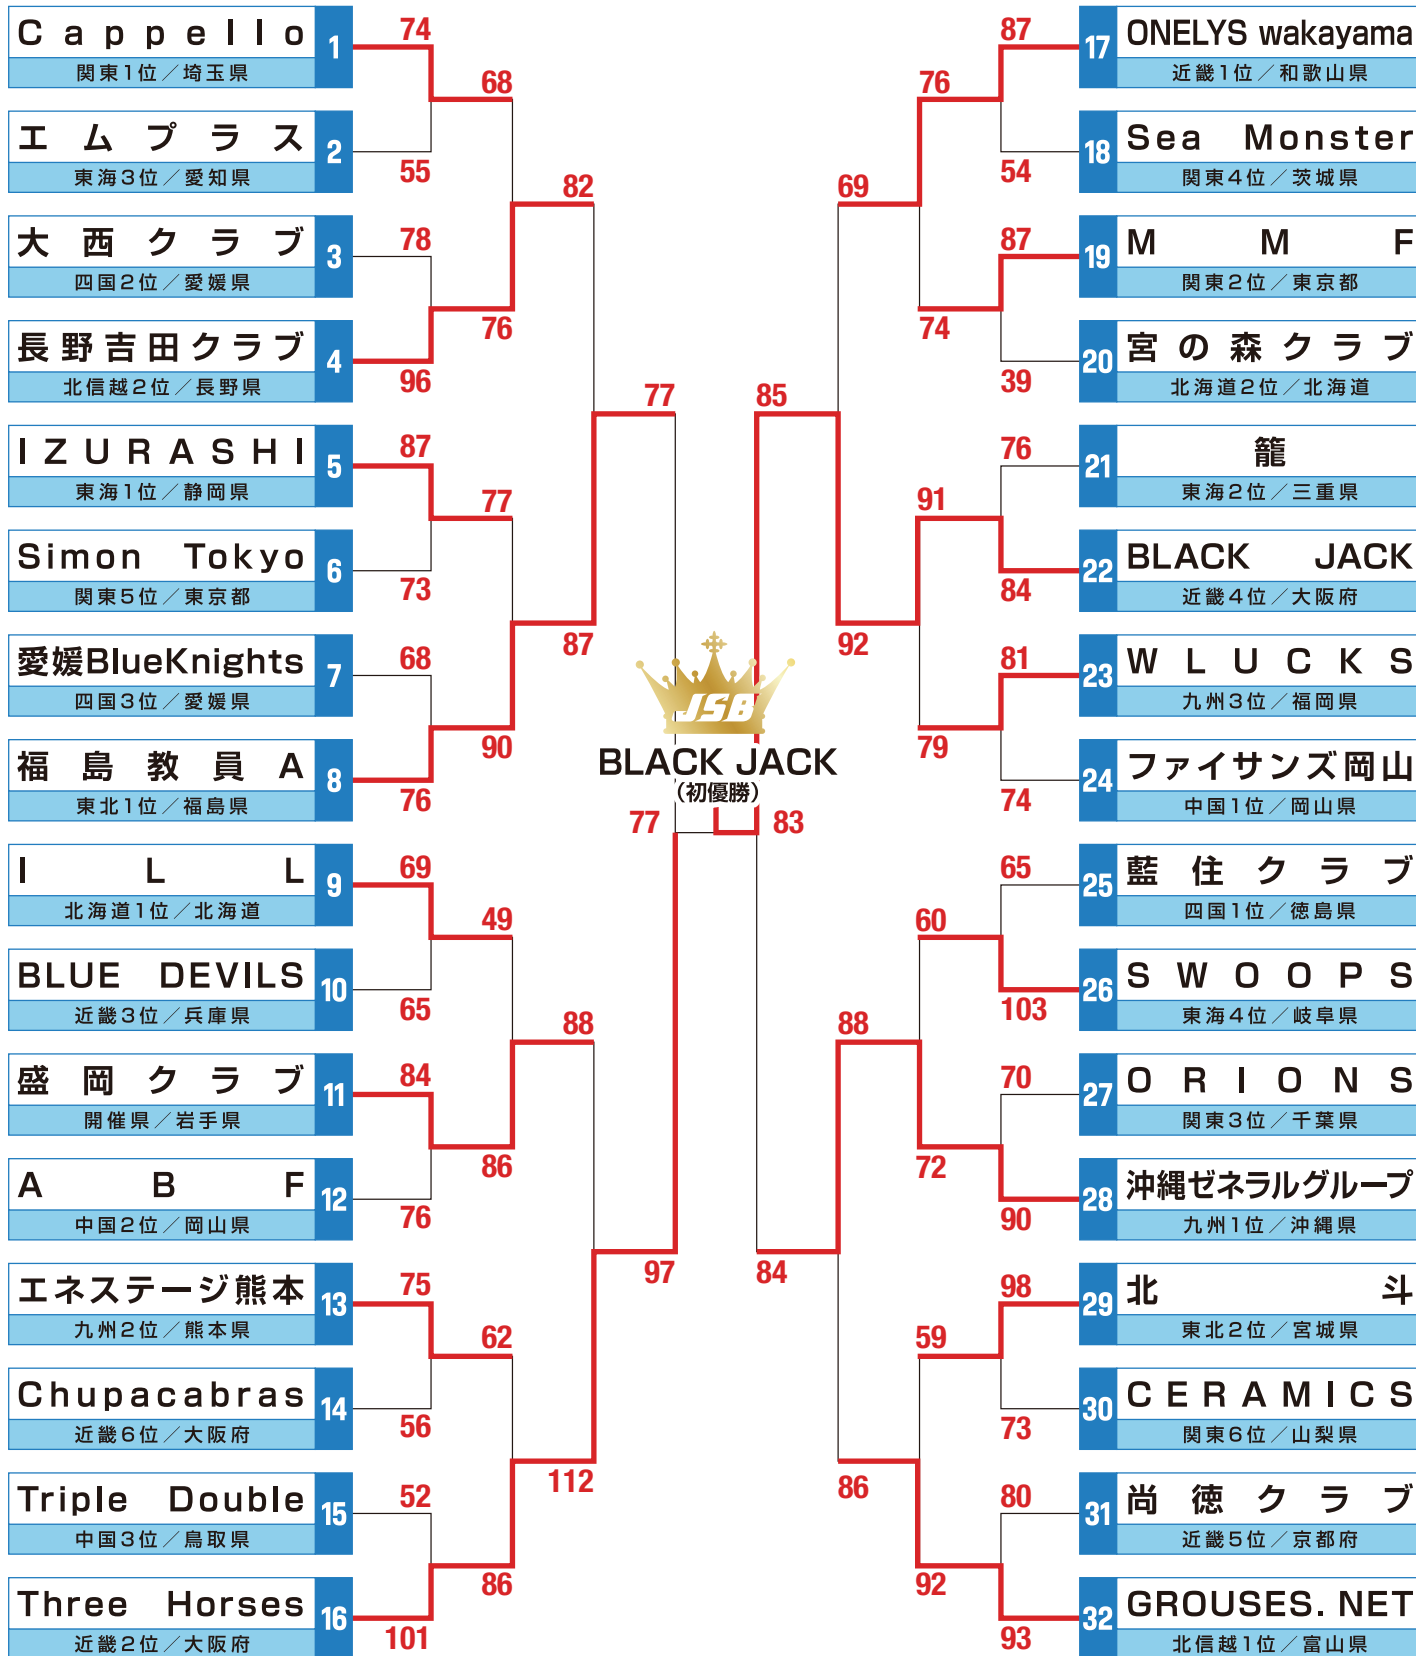 Cappello
1
関東1位／埼玉県
エムプラス
2
東海3位／愛知県
大西クラブ
3
四国2位／愛媛県
長野吉田クラブ
4
北信越2位／長野県
IZURASHI
5
東海1位／静岡県
Simon Tokyo
6
関東5位／東京都
愛媛BlueKnights
7
四国3位／愛媛県
福島教員A
8
東北1位／福島県
ILL
9
北海道1位／北海道
BLUE DEVILS
10
近畿3位／兵庫県
盛岡クラブ
11
開催県／岩手県
ABF
12
中国2位／岡山県
エネステージ熊本
13
九州2位／熊本県
Chupacabras
14
近畿6位／大阪府
Triple Double
15
中国3位／鳥取県
Three Horses
16
近畿2位／大阪府
74
55
78
96
87
73
68
76
69
65
84
76
75
56
52
101
68
76
77
90
49
86
62
86
82
87
88
112
77
97
JSB
BLACK JACK
(初優勝)
77
83
85
84
69
92
88
86
76
74
91
79
60
72
59
92
87
54
87
39
76
84
81
74
65
103
70
90
98
73
80
93
17
ONELYS wakayama
近畿1位／和歌山県
18
Sea Monster
関東4位／茨城県
19
MMF
関東2位／東京都
20
宮の森クラブ
北海道2位／北海道
21
籠
東海2位／三重県
22
BLACK JACK
近畿4位／大阪府
23
WLUCKS
九州3位／福岡県
24
ファイサンズ岡山
中国1位／岡山県
25
藍住クラブ
四国1位／徳島県
26
SWOOPS
東海4位／岐阜県
27
ORIONS
関東3位／千葉県
28
沖縄ゼネラルグループ
九州1位／沖縄県
29
北斗
東北2位／宮城県
30
CERAMICS
関東6位／山梨県
31
尚徳クラブ
近畿5位／京都府
32
GROUSES. NET
北信越1位／富山県